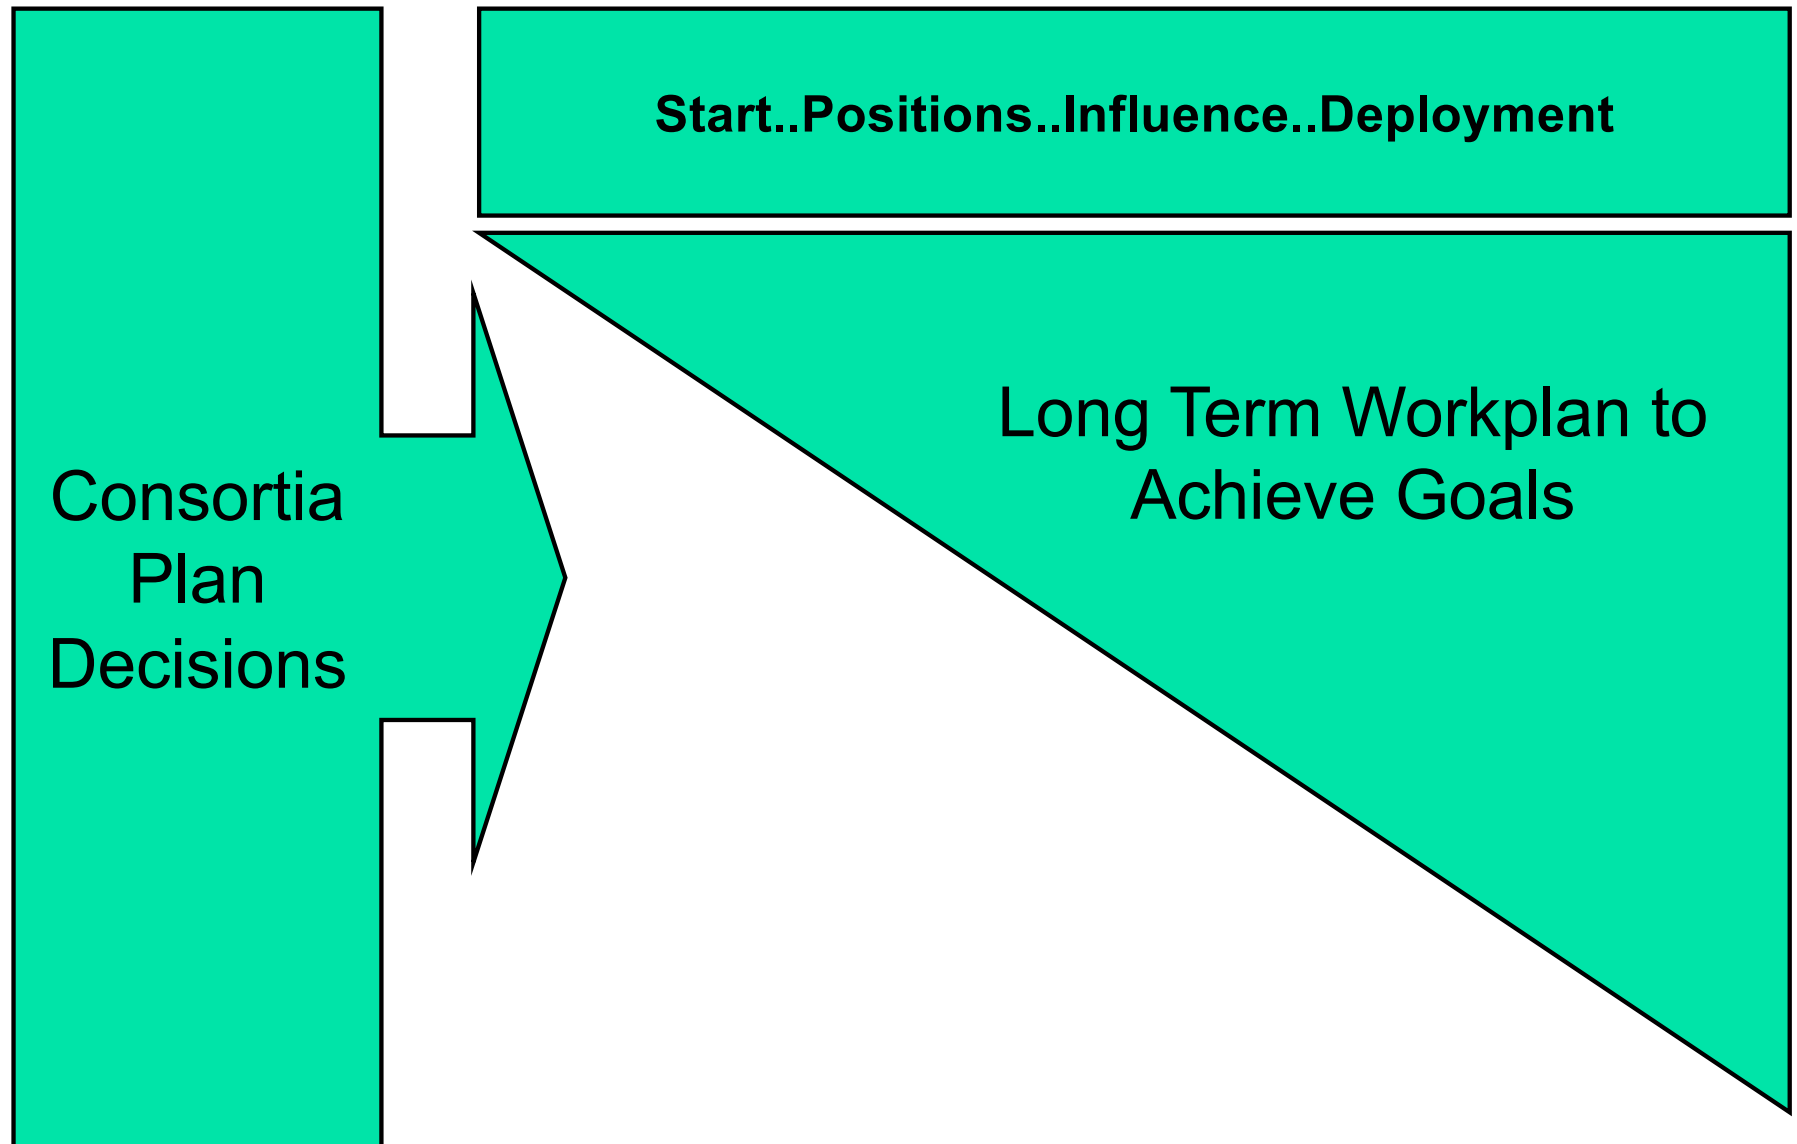 Start..Positions..Influence..Deployment
Long Term Workplan to
Achieve Goals
Consortia
Plan
Decisions